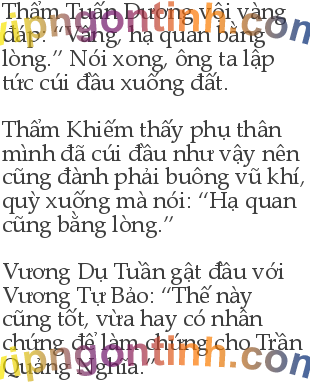 Thẩm Tuấn Dương vội vàng
đáp: “Vâng, hạ quan bằng
lòng.” Nói xong, ông ta lập
tức cúi đầu xuống đất.
Thẩm Khiếm thấy phụ thân
mình đã cúi đầu như vậy nên
cũng đành phải buông vũ khí,
quỳ xuống mà nói: “Hạ quan
cũng bằng lòng.”
Vương Dụ Tuần gật đầu với
Vương Tự Bảo: “Thế này
cũng tốt, vừa hay có nhân
chứng để làm chứng cho Trần
Quảng Nghĩa.”